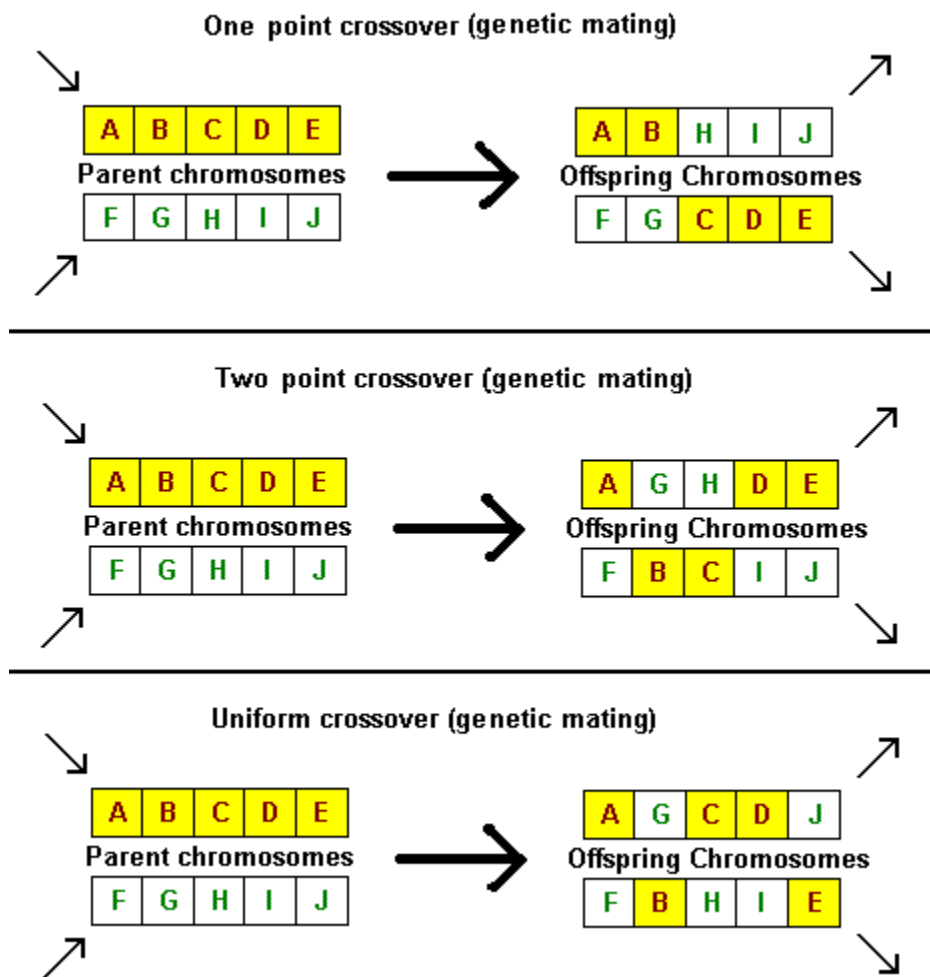 One point crossover (genetic mating)
A B C D E
A B H I J
Parent chromosomes
Offspring Chromosomes
F G H I J
F G C D E
Two point crossover (genetic mating)
A B C D E
A G H D E
Parent chromosomes
Offspring Chromosomes
F G H I J
F B C I J
Uniform crossover (genetic mating)
A B C D E
A G C D J
Parent chromosomes
Offspring Chromosomes
F G H I J
F B H I E